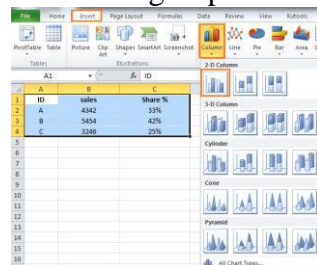 File Home Insert Page Layout Formulas Data Review View Kutools
PivotTable Table Picture Clip Art Shapes SmartArt Screenshot Column Line Pie Bar Area
Tables Illustrations
A1 fx ID
A B C
1 ID sales Share %
2 A 4342 33%
3 B 5454 42%
4 C 3246 25%
5
6
7
8
9
10
11
12
13
14
15
16
2-D Column
3-D Column
Cylinder
Cone
Pyramid
All Chart Types...